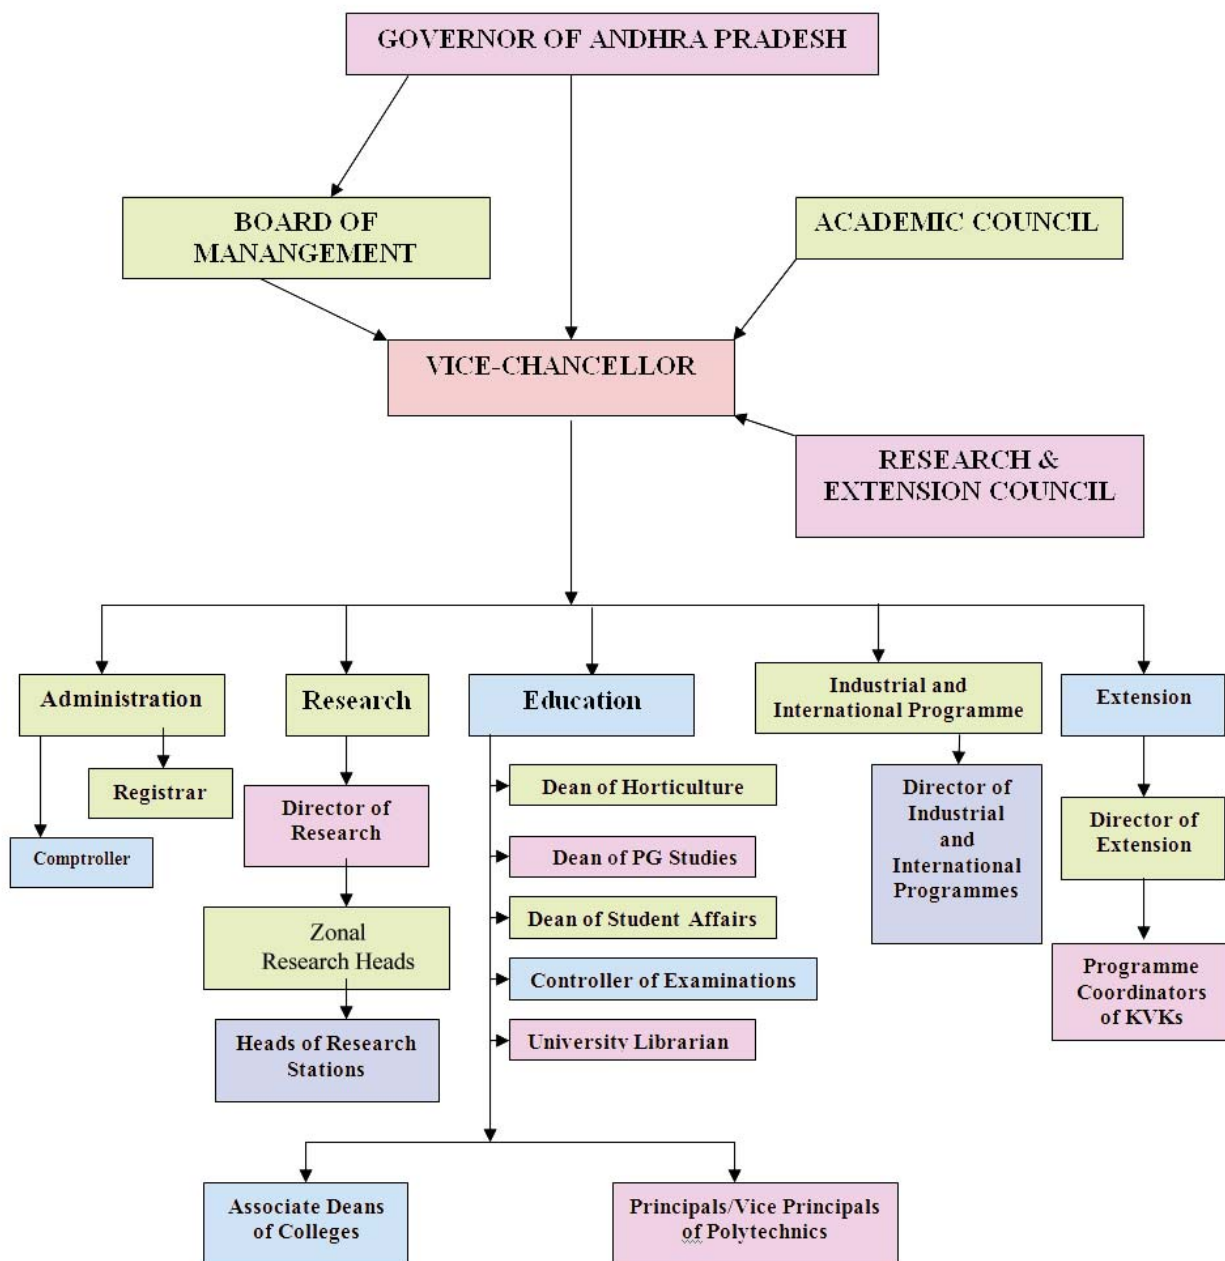 GOVERNOR OF ANDHRA PRADESH
BOARD OF
MANANGEMENT
ACADEMIC COUNCIL
VICE-CHANCELLOR
RESEARCH &
EXTENSION COUNCIL
Administration
Registrar
Comptroller
Research
Director of
Research
Zonal
Research Heads
Heads of Research
Stations
Education
Dean of Horticulture
Dean of PG Studies
Dean of Student Affairs
Controller of Examinations
University Librarian
Associate Deans
of Colleges
Principals/Vice Principals
of Polytechnics
Industrial and
International Programme
Director of
Industrial
and
International
Programmes
Extension
Director of
Extension
Programme
Coordinators
of KVKs